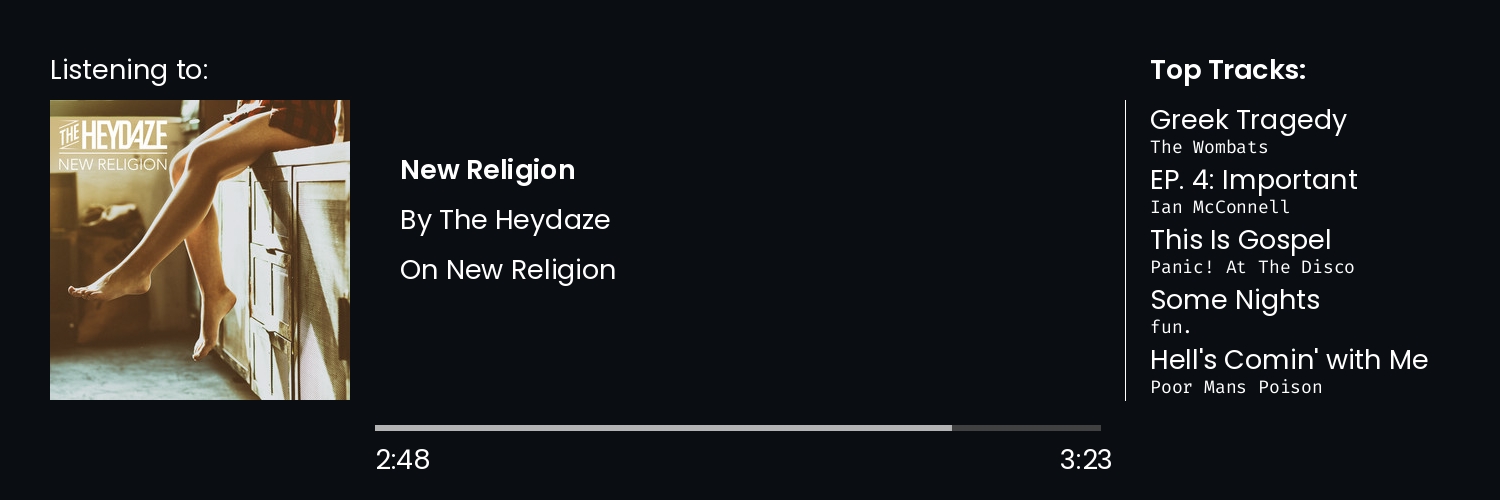 Listening to:
THE HEYDAZE
NEW RELIGION
New Religion
By The Heydaze
On New Religion
2:48
3:23
Top Tracks:
Greek Tragedy
The Wombats
EP. 4: Important
Ian McConnell
This Is Gospel
Panic! At The Disco
Some Nights
fun.
Hell's Comin' with Me
Poor Mans Poison